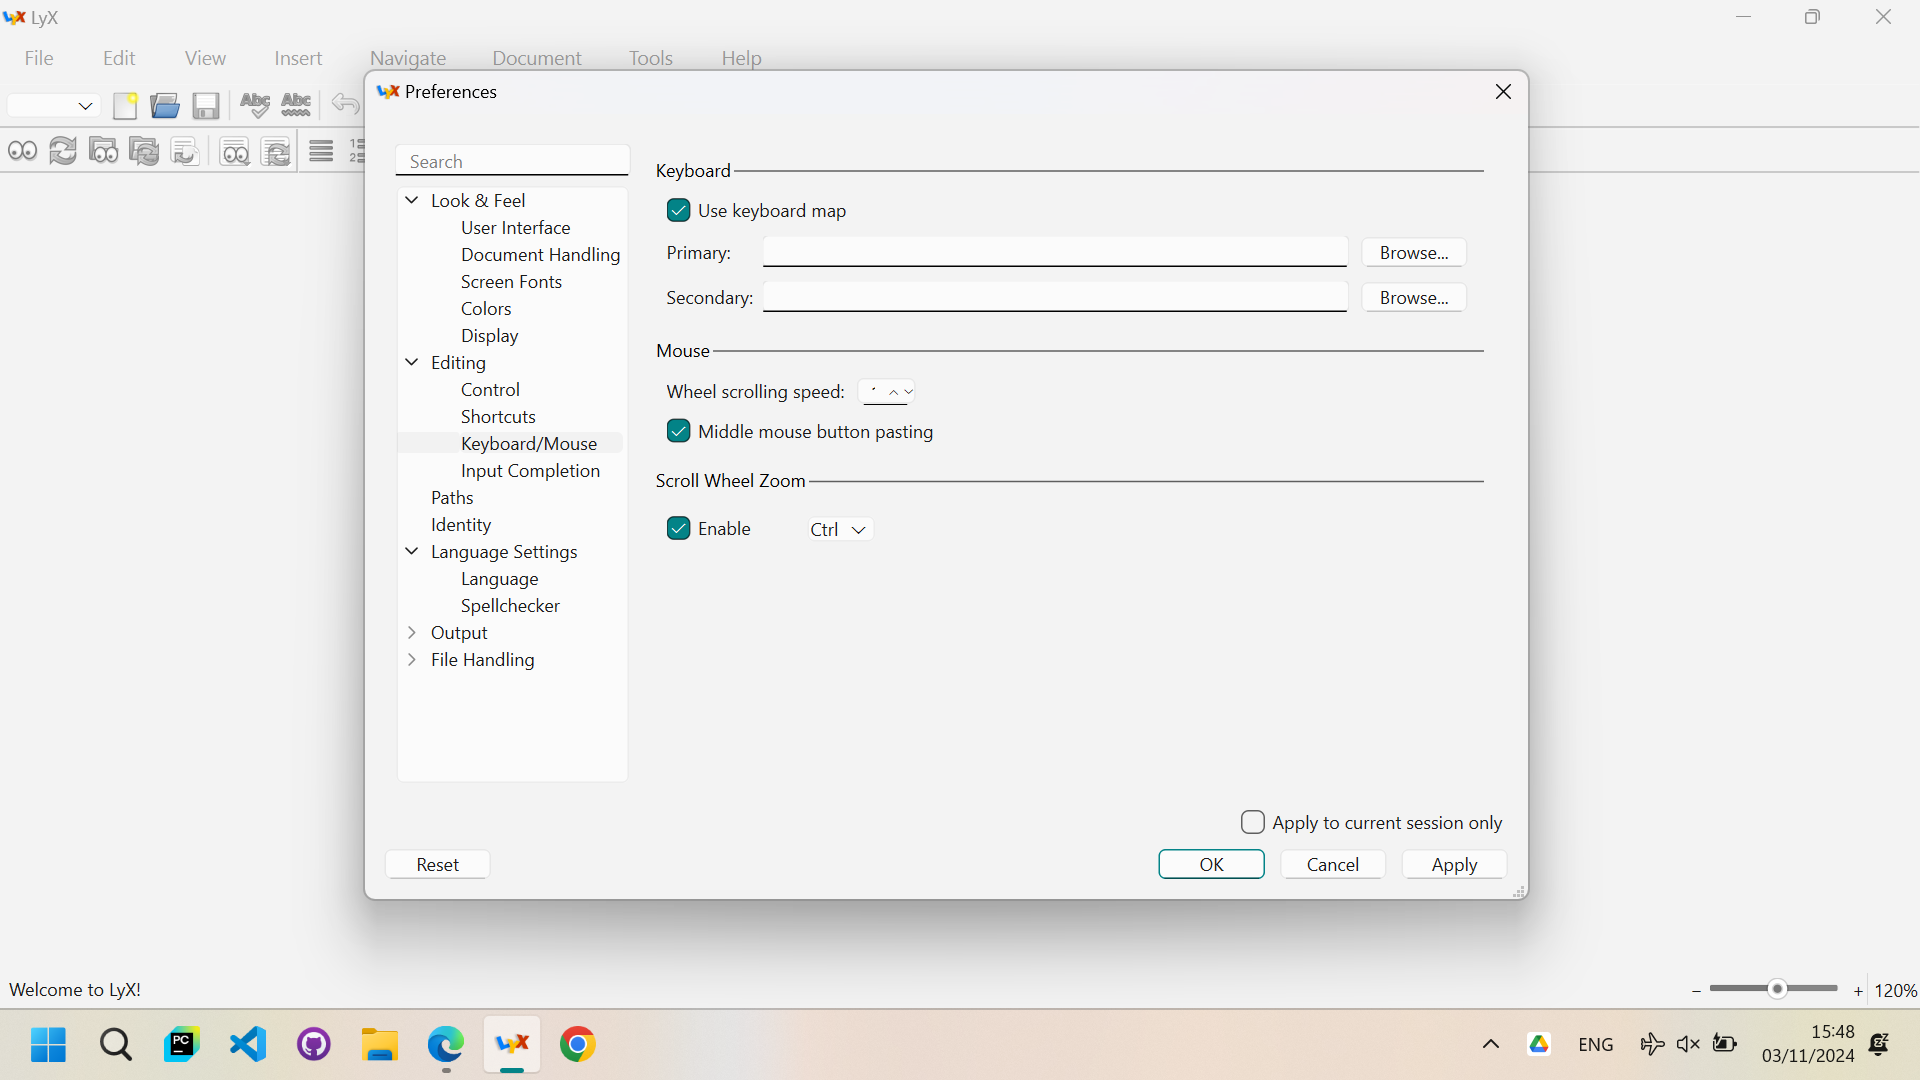 LyX
File Edit View Insert Navigate Document Tools Help
Preferences
Search
Look & Feel
User Interface
Document Handling
Screen Fonts
Colors
Display
Editing
Control
Shortcuts
Keyboard/Mouse
Input Completion
Paths
Identity
Language Settings
Language
Spellchecker
Output
File Handling
Keyboard
Use keyboard map
Primary: Browse...
Secondary: Browse...
Mouse
Wheel scrolling speed:
Middle mouse button pasting
Scroll Wheel Zoom
Enable Ctrl
Apply to current session only
Reset OK Cancel Apply
Welcome to LyX!
120%
ENG
15:48
03/11/2024